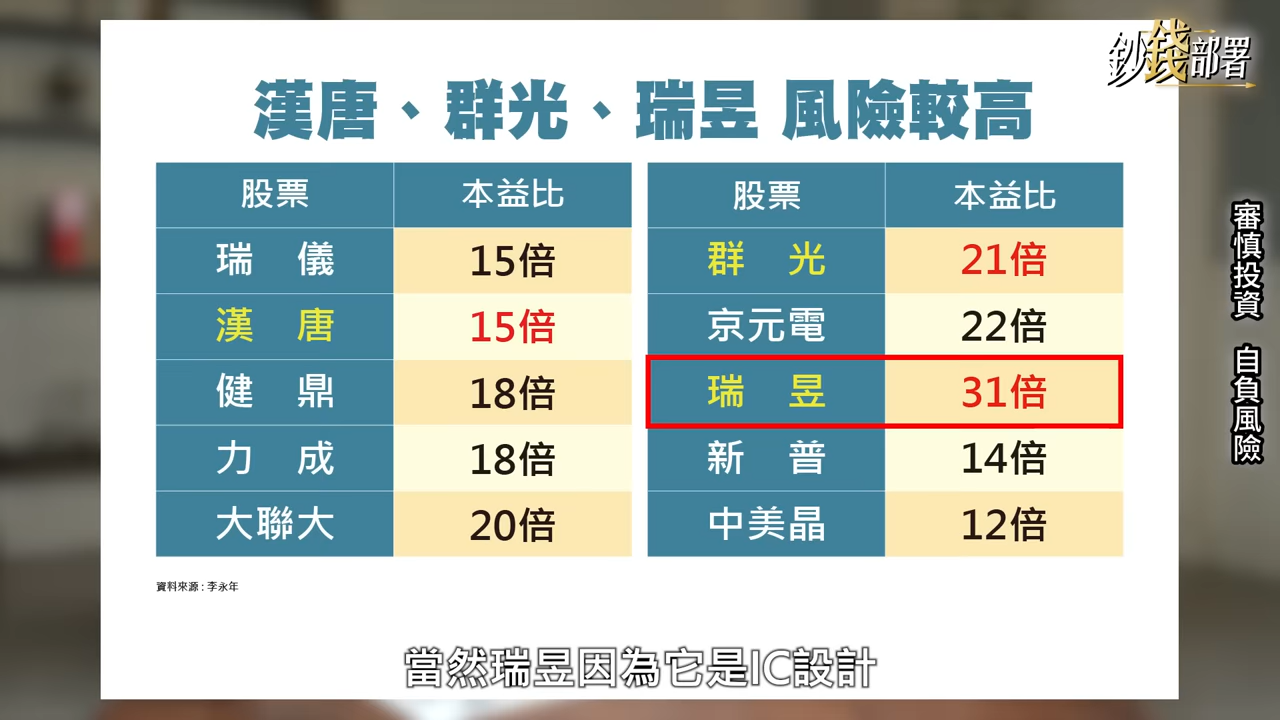 鈔錢部署
漢唐、群光、瑞昱 風險較高
股票 本益比
瑞儀 15倍
漢唐 15倍
健鼎 18倍
力成 18倍
大聯大 20倍
股票 本益比
群光 21倍
京元電 22倍
瑞昱 31倍
新普 14倍
中美晶 12倍
資料來源：李永年
審慎投資 自負風險
當然瑞昱因為它是IC設計